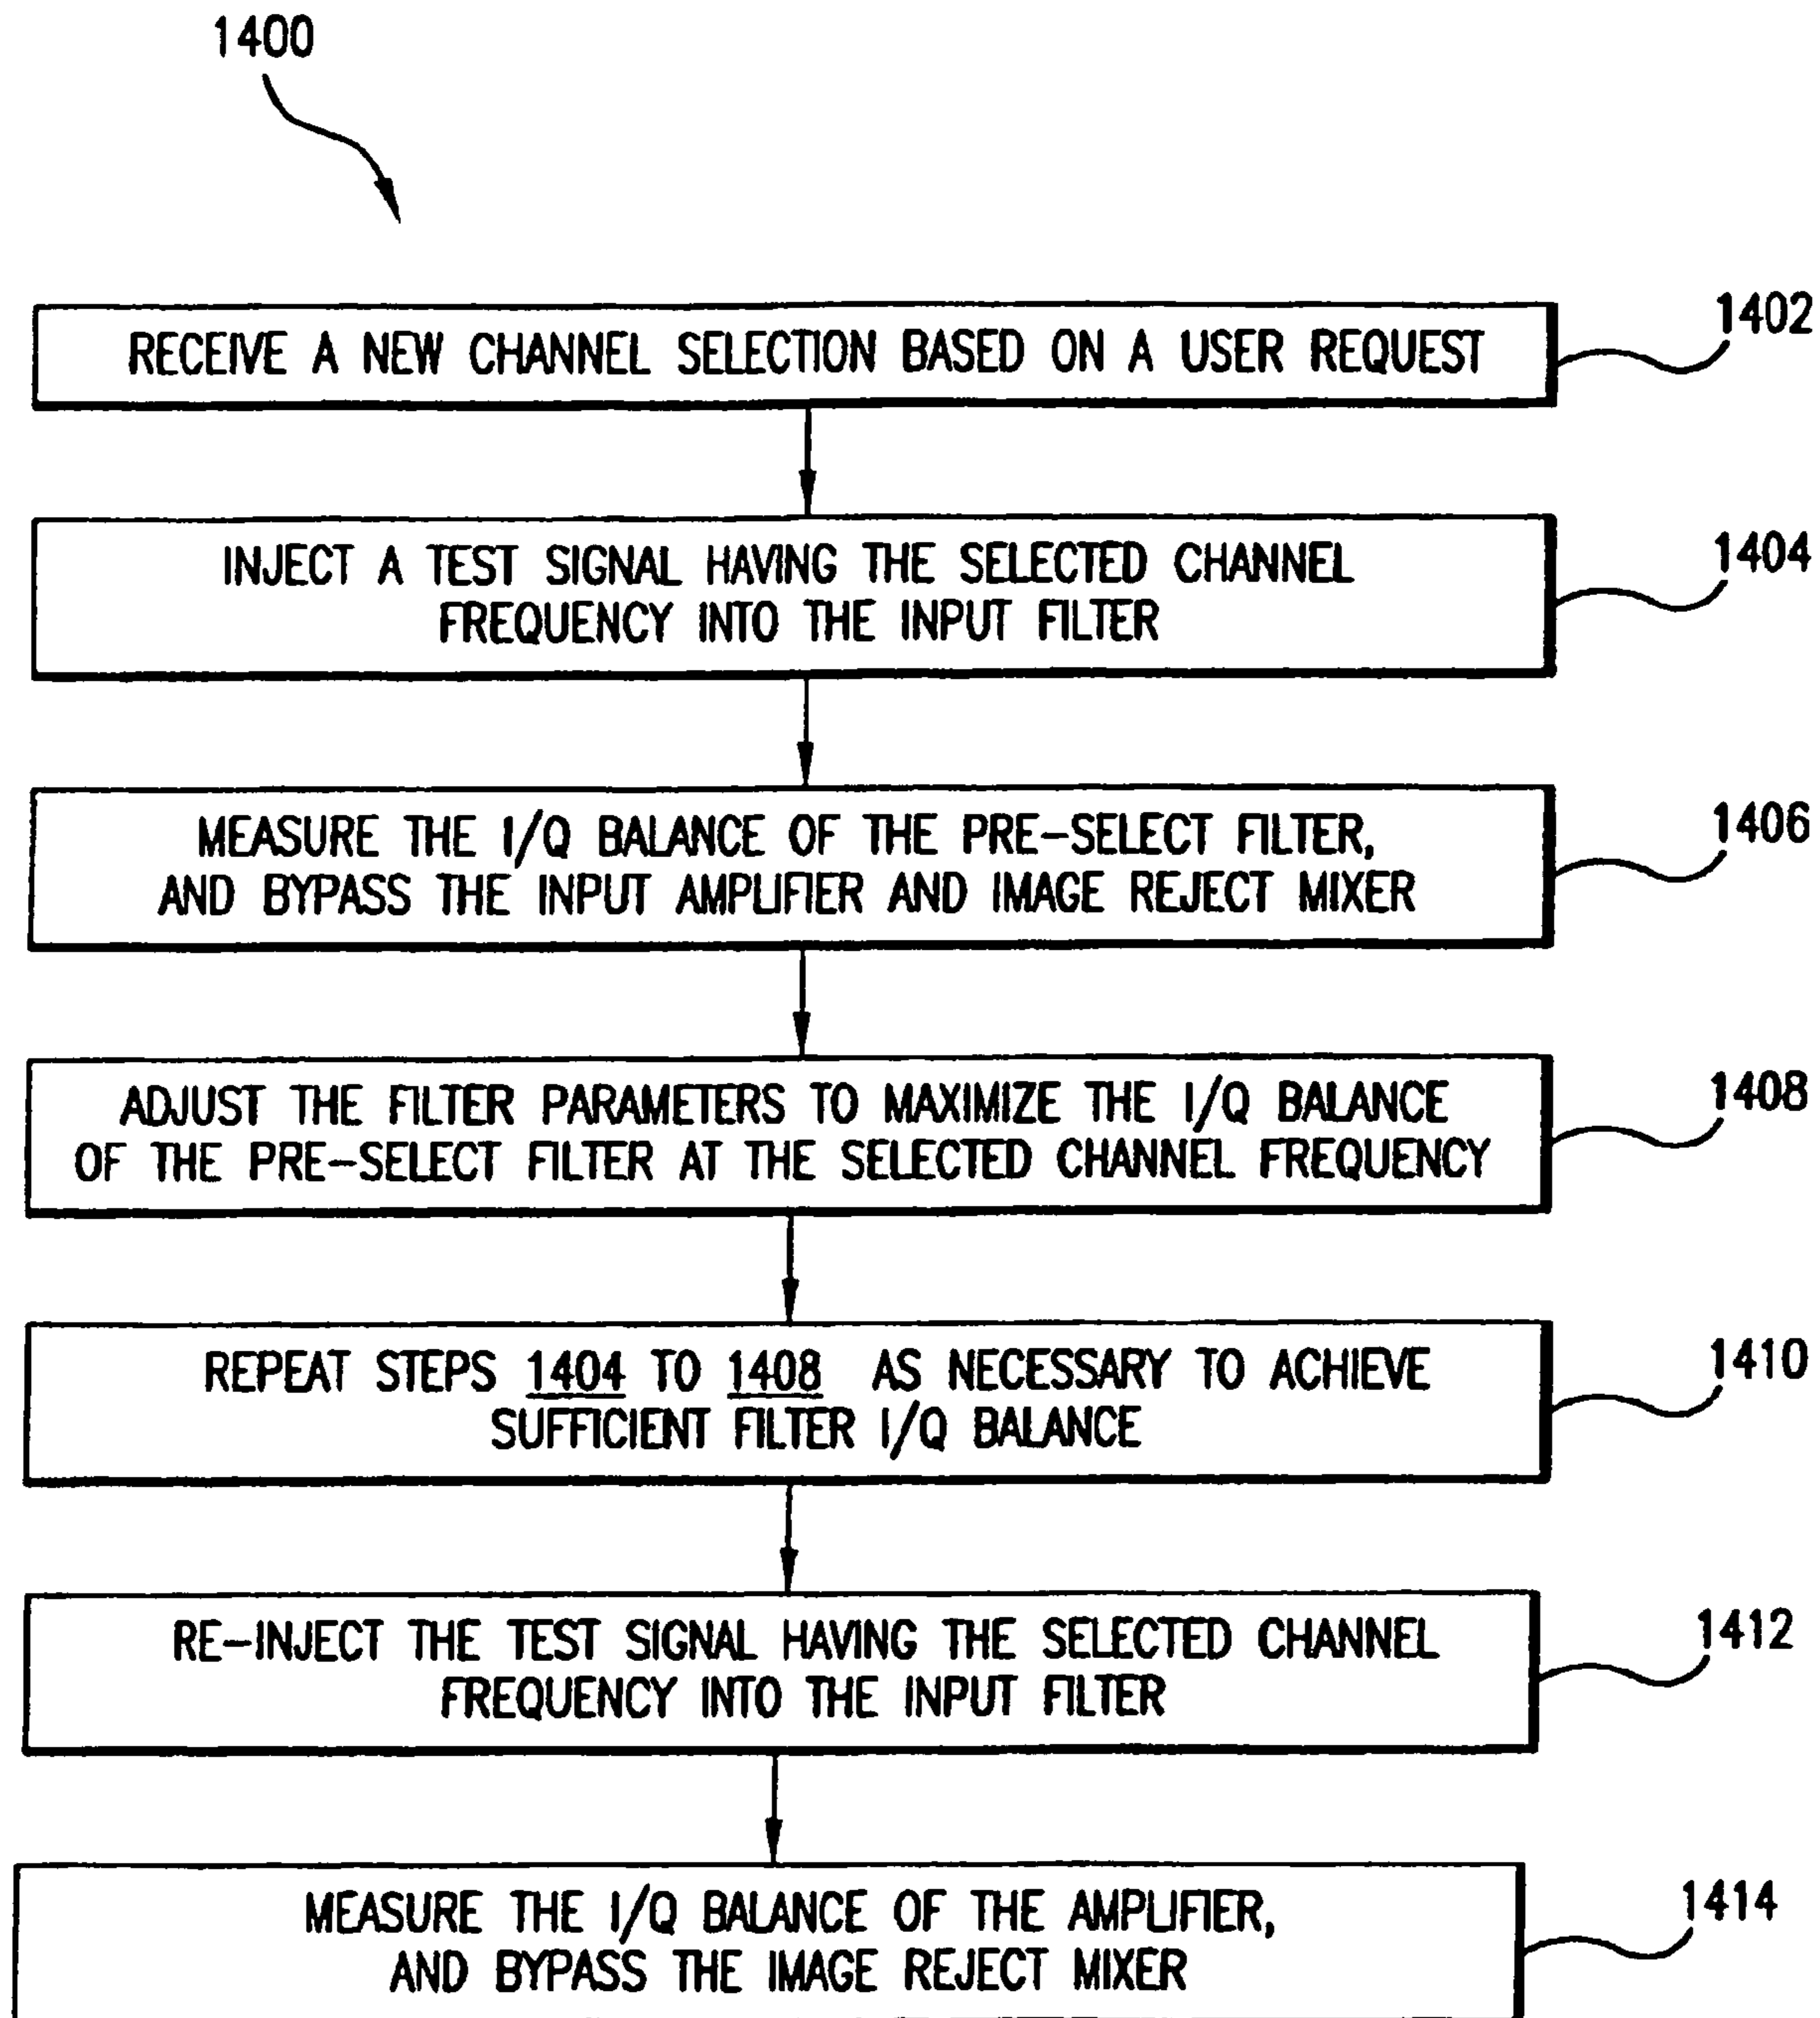 1400
RECEIVE A NEW CHANNEL SELECTION BASED ON A USER REQUEST
1402
INJECT A TEST SIGNAL HAVING THE SELECTED CHANNEL
FREQUENCY INTO THE INPUT FILTER
1404
MEASURE THE I/Q BALANCE OF THE PRE-SELECT FILTER,
AND BYPASS THE INPUT AMPLIFIER AND IMAGE REJECT MIXER
1406
ADJUST THE FILTER PARAMETERS TO MAXIMIZE THE I/Q BALANCE
OF THE PRE-SELECT FILTER AT THE SELECTED CHANNEL FREQUENCY
1408
REPEAT STEPS 1404 TO 1408 AS NECESSARY TO ACHIEVE
SUFFICIENT FILTER I/Q BALANCE
1410
RE-INJECT THE TEST SIGNAL HAVING THE SELECTED CHANNEL
FREQUENCY INTO THE INPUT FILTER
1412
MEASURE THE I/Q BALANCE OF THE AMPLIFIER,
AND BYPASS THE IMAGE REJECT MIXER
1414